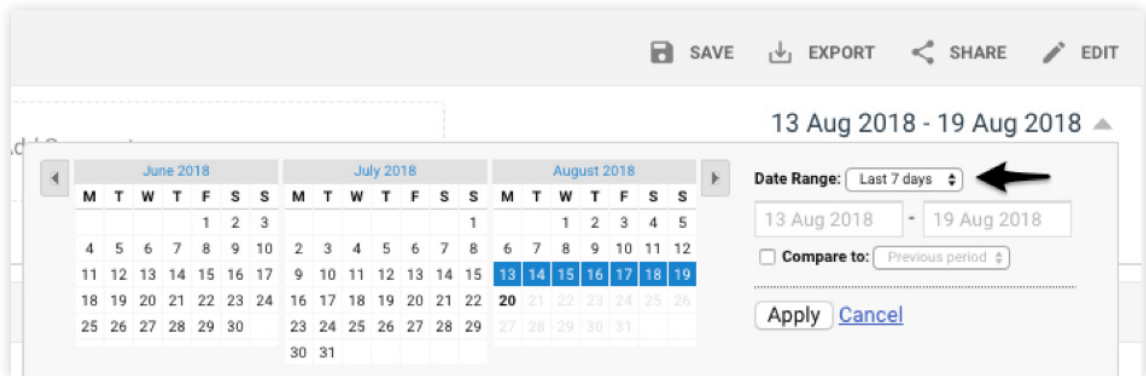 SAVE EXPORT SHARE EDIT
13 Aug 2018 - 19 Aug 2018
June 2018 July 2018 August 2018
M T W T F S S M T W T F S S M T W T F S S
1 2 3 1 1 2 3 4 5
4 5 6 7 8 9 10 2 3 4 5 6 7 8 6 7 8 9 10 11 12
11 12 13 14 15 16 17 9 10 11 12 13 14 15 13 14 15 16 17 18 19
18 19 20 21 22 23 24 16 17 18 19 20 21 22 20 21 22 23 24 25 26
25 26 27 28 29 30 23 24 25 26 27 28 29 27 28 29 30 31
30 31
Date Range: Last 7 days
13 Aug 2018 - 19 Aug 2018
Compare to: Previous period
Apply Cancel